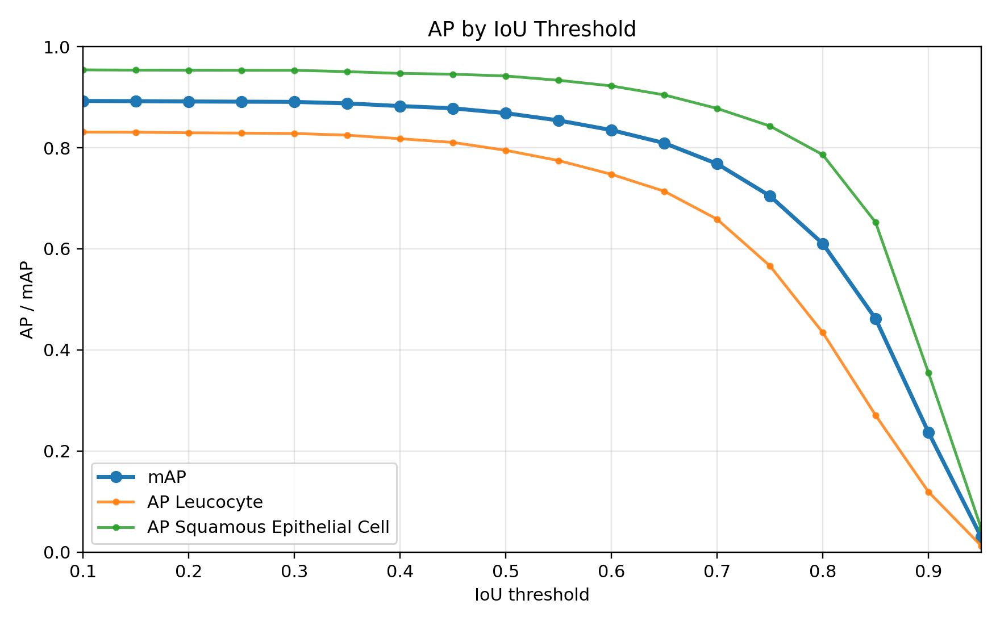 AP by IoU Threshold
1.0
0.8
0.6
0.4
0.2
0.0
AP / mAP
mAP
AP Leucocyte
AP Squamous Epithelial Cell
0.1 0.2 0.3 0.4 0.5 0.6 0.7 0.8 0.9
IoU threshold